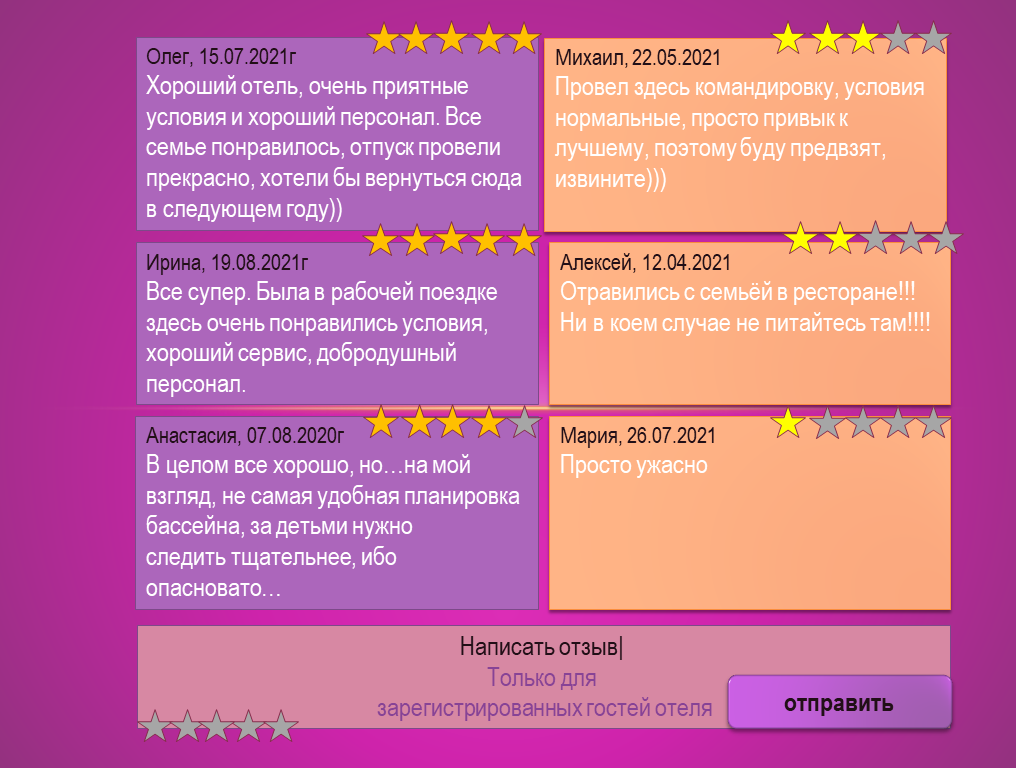 Олег, 15.07.2021г
Хороший отель, очень приятные
условия и хороший персонал. Все
семье понравилось, отпуск провели
прекрасно, хотели бы вернуться сюда
в следующем году))
Михаил, 22.05.2021
Провел здесь командировку, условия
нормальные, просто привык к
лучшему, поэтому буду предвзят,
извините)))
Ирина, 19.08.2021г
Все супер. Была в рабочей поездке
здесь очень понравились условия,
хороший сервис, добродушный
персонал.
Алексей, 12.04.2021
Отравились с семьёй в ресторане!!!
Ни в коем случае не питайтесь там!!!!
Анастасия, 07.08.2020г
В целом все хорошо, но…на мой
взгляд, не самая удобная планировка
бассейна, за детьми нужно
следить тщательнее, ибо
опасновато…
Мария, 26.07.2021
Просто ужасно
Написать отзыв|
Только для
зарегистрированных гостей отеля
отправить